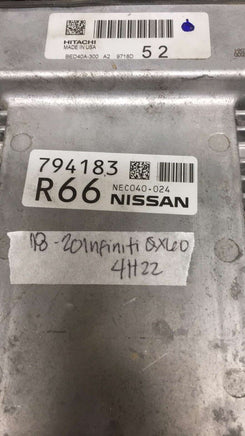 HITACHI
MADE IN USA
BED40A-300 A2 9718D 52
794183
R66 NEC040-024
NISSAN
18-20 Infiniti QX60
4H22